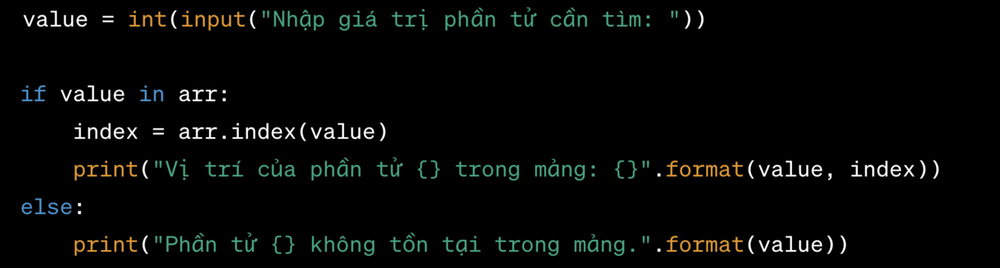 value = int(input("Nhập giá trị phần tử cần tìm: "))
if value in arr:
    index = arr.index(value)
    print("Vị trí của phần tử {} trong mảng: {}".format(value, index))
else:
    print("Phần tử {} không tồn tại trong mảng.".format(value))